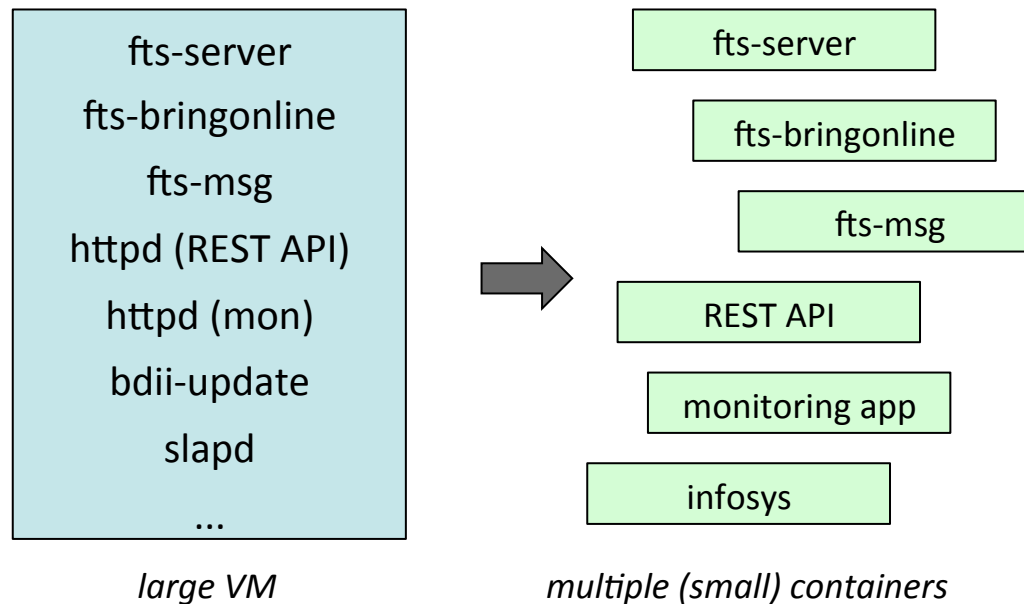 fts-server
fts-bringonline
fts-msg
httpd (REST API)
httpd (mon)
bdii-update
slapd
...
large VM
fts-server
fts-bringonline
fts-msg
REST API
monitoring app
infosys
multiple (small) containers